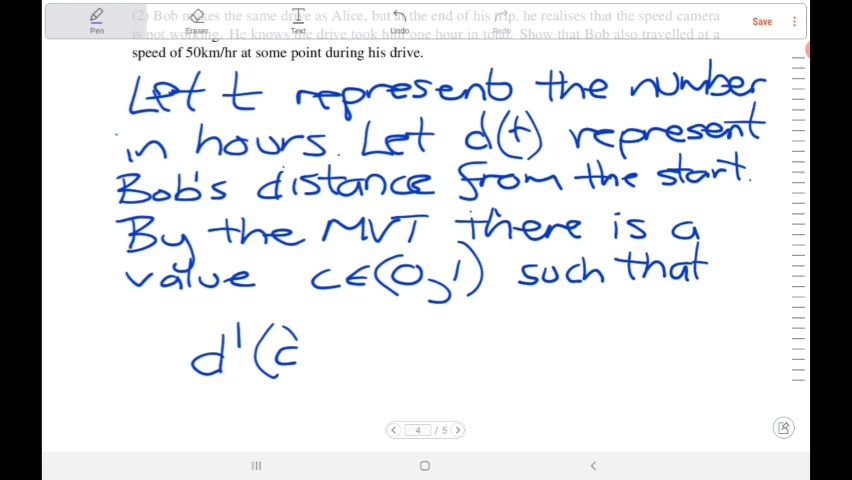 (2) Bob makes the same drive as Alice, but at the end of his trip, he realises that the speed camera
is not working. He knows the drive took him one hour in total. Show that Bob also travelled at a
speed of 50km/hr at some point during his drive.
Pen
Eraser
Text
Undo
Redo
Save
Let t represents the number
in hours. Let d(t) represent
Bob's distance from the start.
By the MVT there is a
value c∈(0,1) such that
d'(c
4 / 5